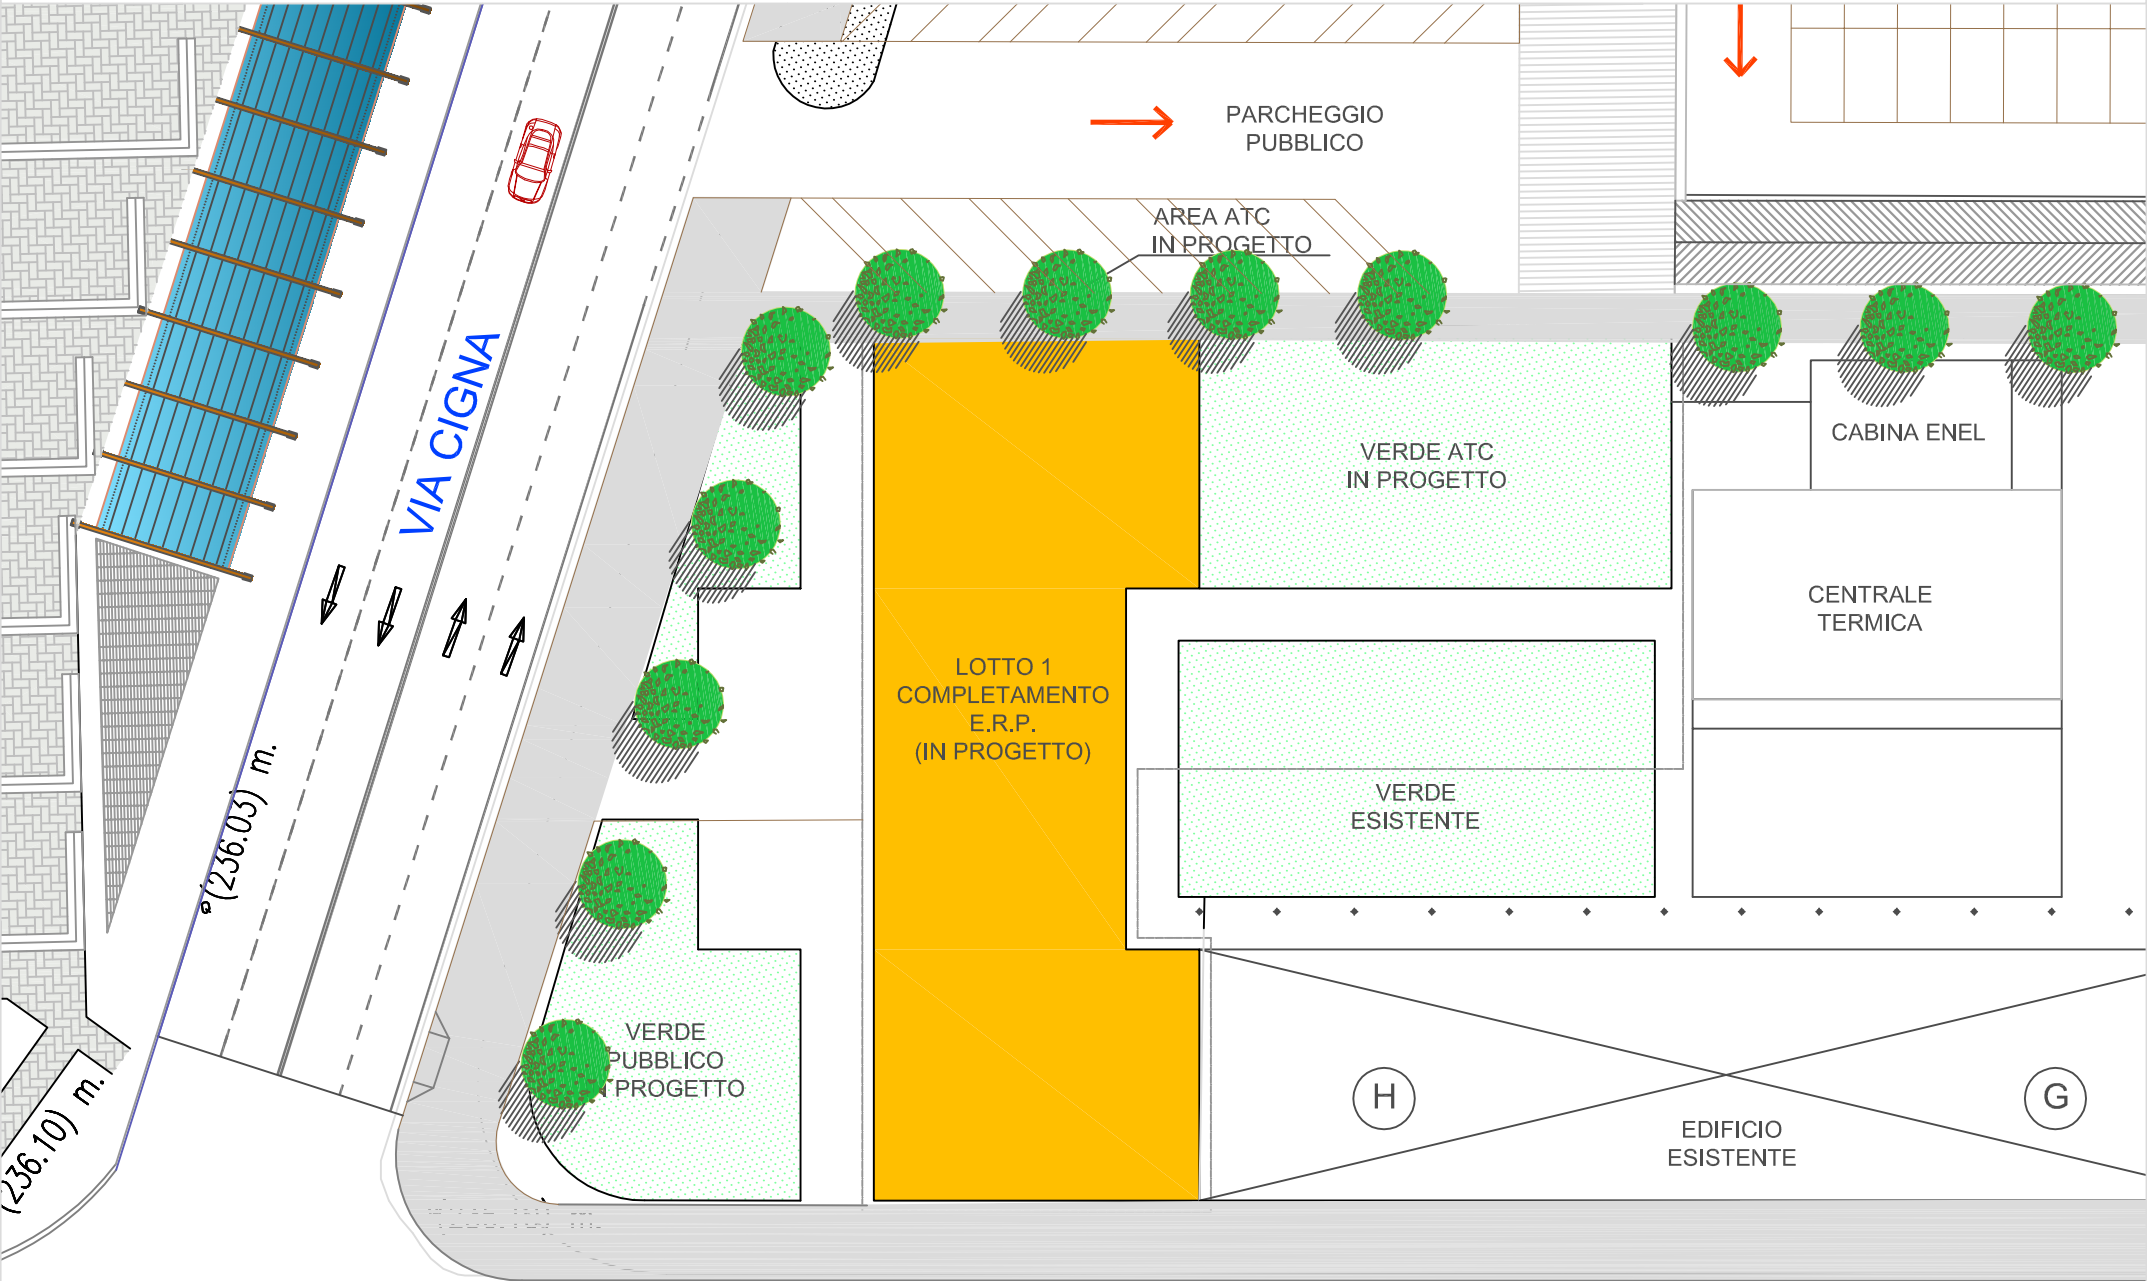 PARCHEGGIO
PUBBLICO
AREA ATC
IN PROGETTO
VIA CIGNA
VERDE ATC
IN PROGETTO
CABINA ENEL
CENTRALE
TERMICA
LOTTO 1
COMPLETAMENTO
E.R.P.
(IN PROGETTO)
VERDE
ESISTENTE
(236.03) m.
VERDE
PUBBLICO
PROGETTO
(236.10) m.
H
G
EDIFICIO
ESISTENTE